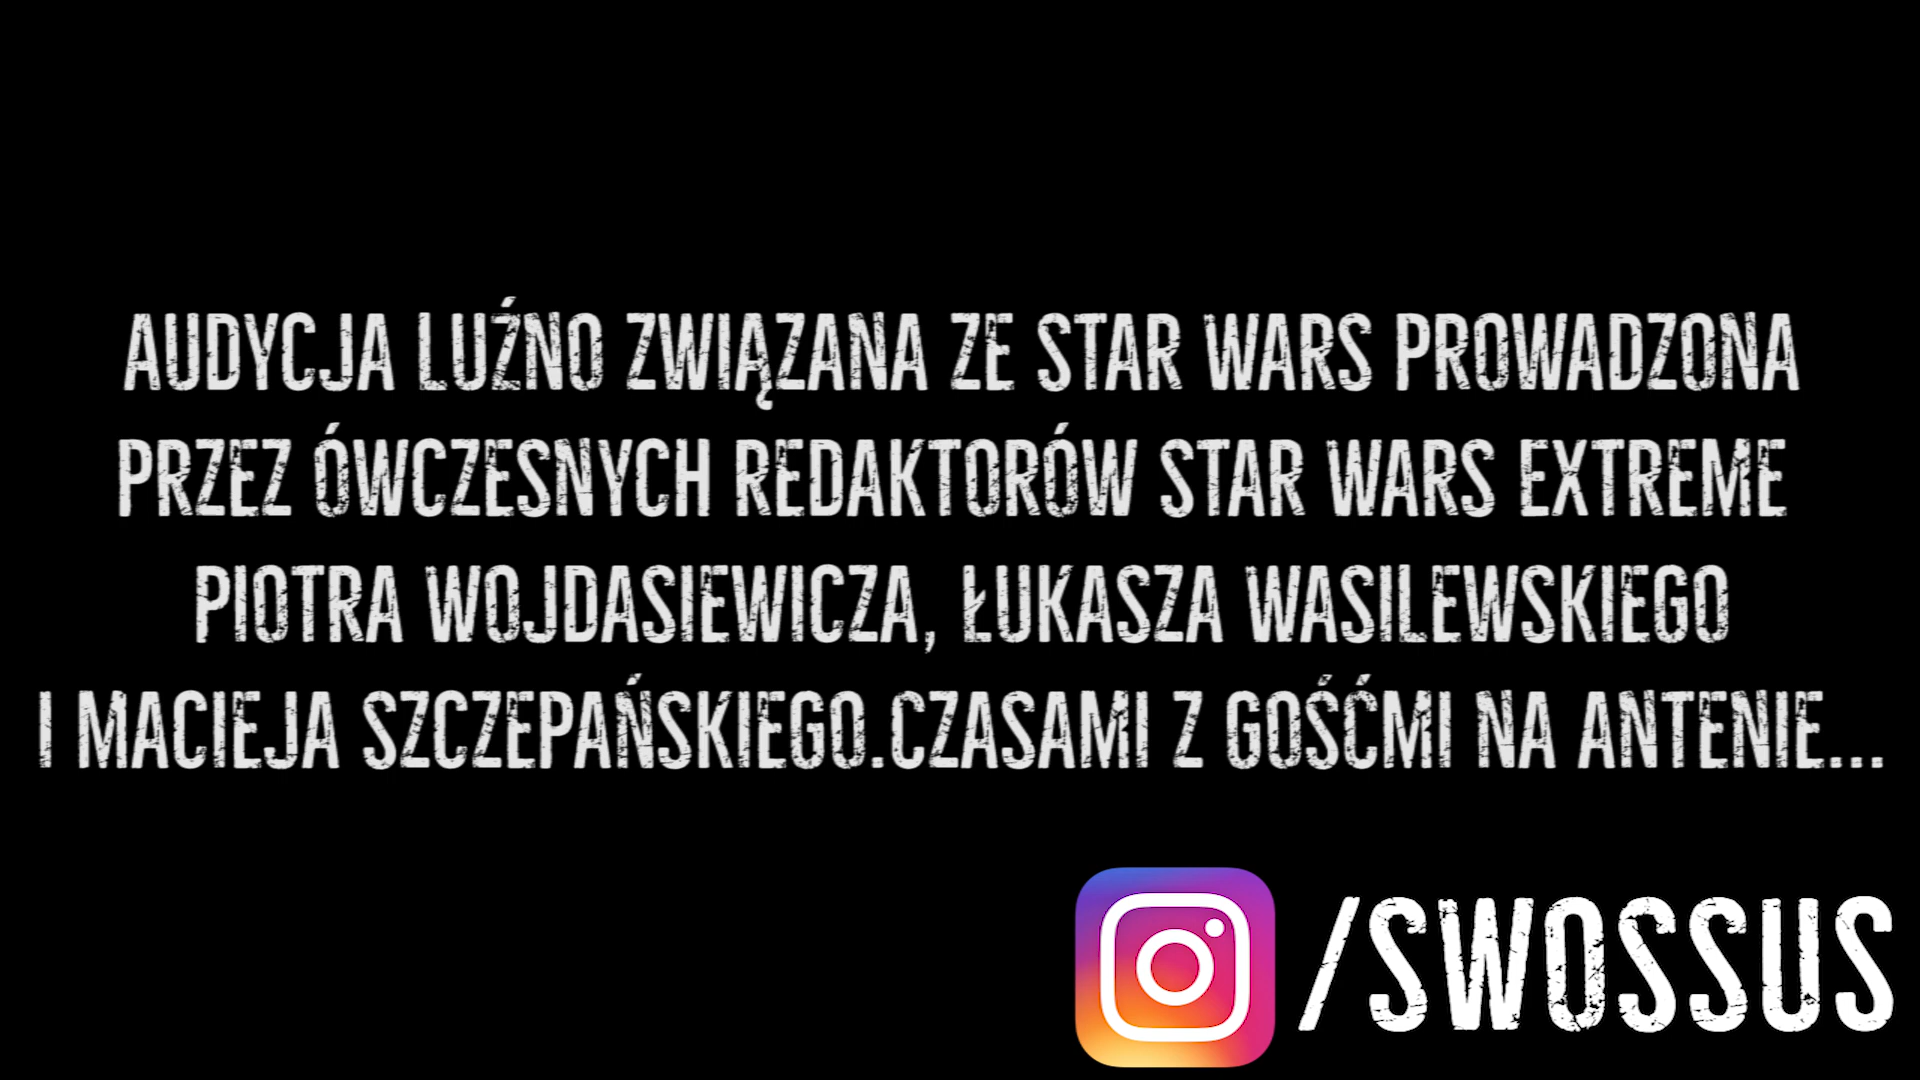 AUDYCJA LUŹNO ZWIĄZANA ZE STAR WARS PROWADZONA
PRZEZ ÓWCZESNYCH REDAKTORÓW STAR WARS EXTREME
PIOTRA WOJDASIEWICZA, ŁUKASZA WASILEWSKIEGO
I MACIEJA SZCZEPAŃSKIEGO.CZASAMI Z GOŚĆMI NA ANTENIE...
/SWOSSUS